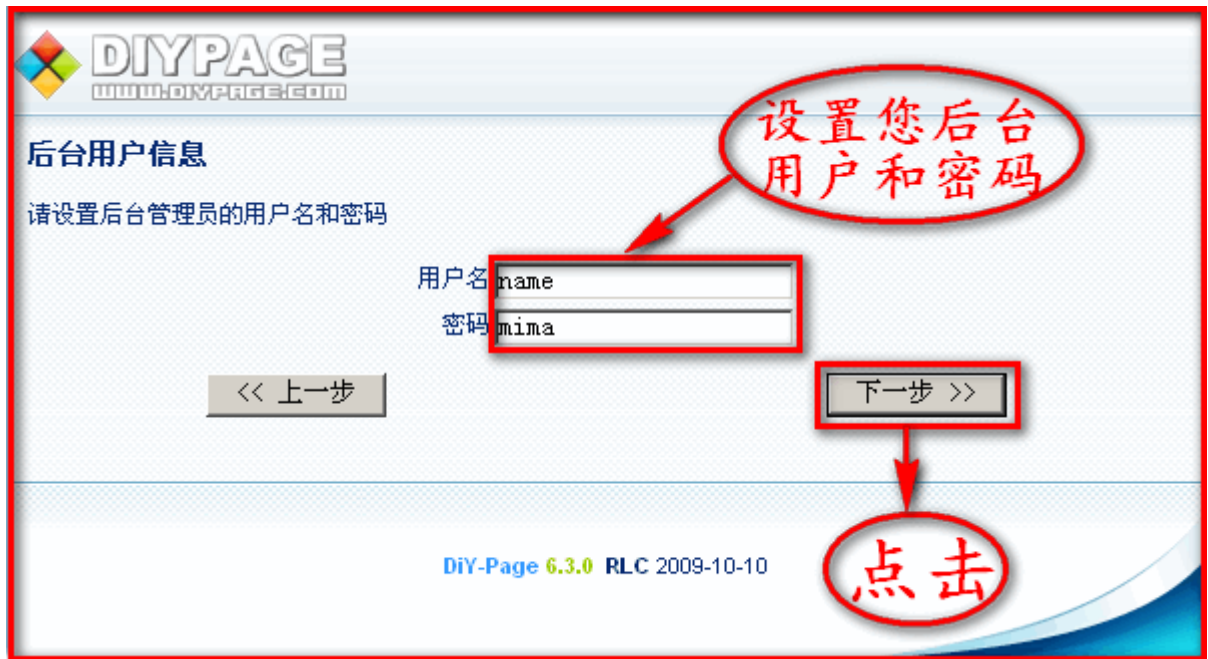 DIYPAGE
WWW.DIYPAGE.COM
设置您后台
用户和密码
后台用户信息
请设置后台管理员的用户名和密码
用户名 name
密码 mima
<< 上一步
下一步 >>
点击
DiY-Page 6.3.0 RLC 2009-10-10